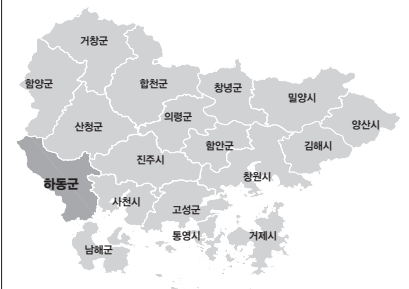 거창군
함양군
합천군
창녕군
밀양시
의령군
산청군
양산시
함안군
김해시
진주시
창원시
하동군
사천시
고성군
통영시
거제시
남해군